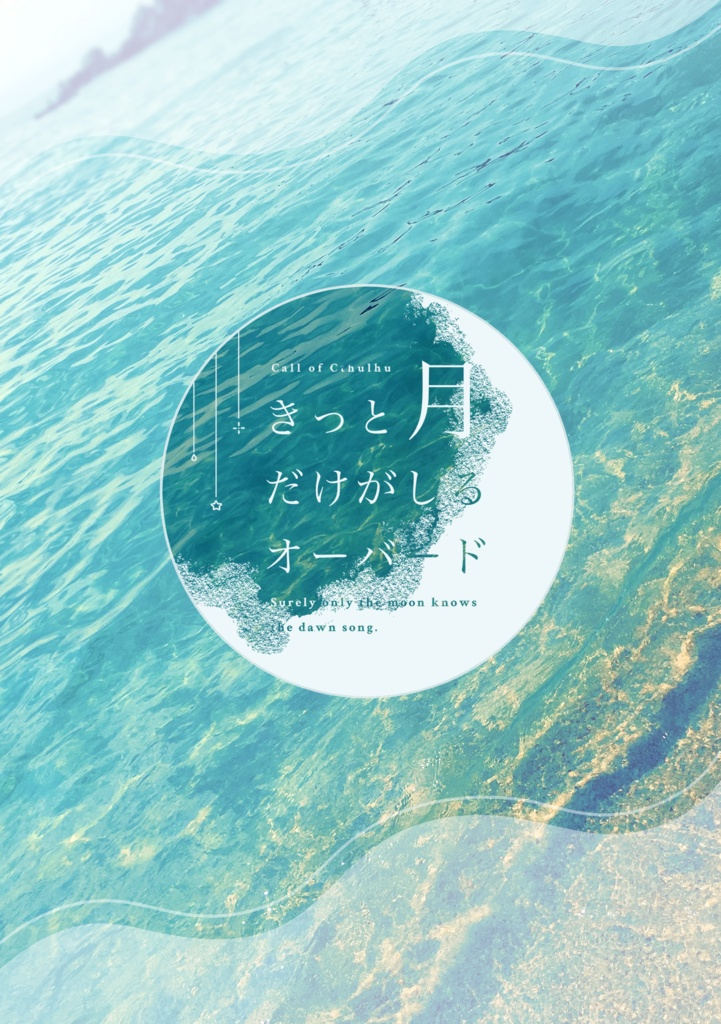 Call of Cthulhu
きっと月
だけがしる
オーバード
Surely only the moon knows
the dawn song.